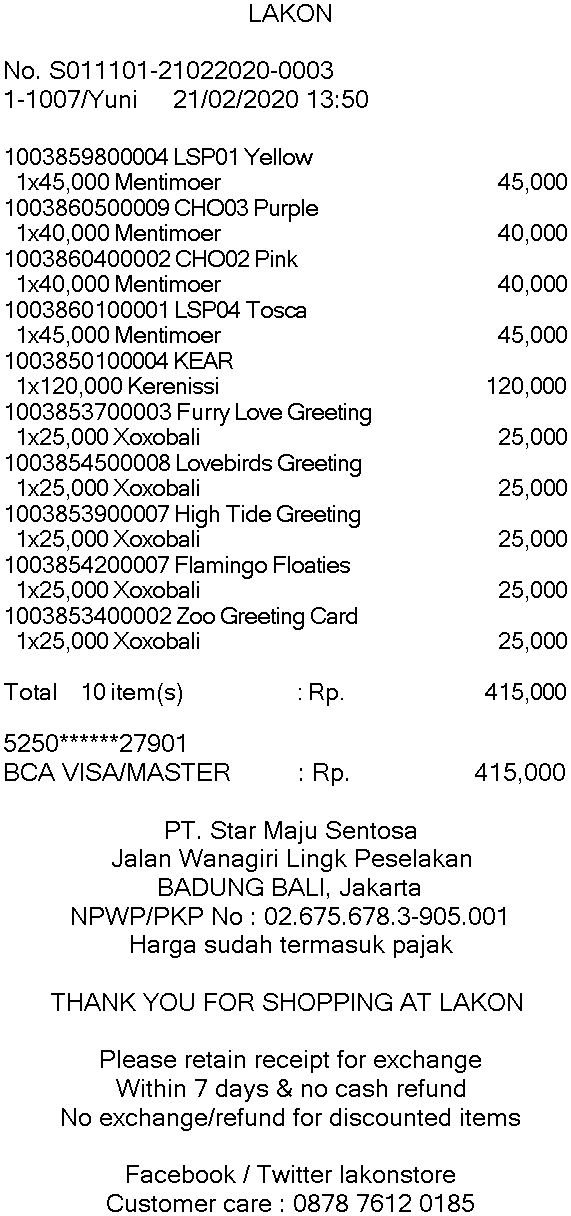 LAKON
No. S011101-21022020-0003
1-1007/Yuni 21/02/2020 13:50
1003859800004 LSP01 Yellow
1x45,000 Mentimoer 45,000
1003860500009 CHO03 Purple
1x40,000 Mentimoer 40,000
1003860400002 CHO02 Pink
1x40,000 Mentimoer 40,000
1003860100001 LSP04 Tosca
1x45,000 Mentimoer 45,000
1003850100004 KEAR
1x120,000 Kerenissi 120,000
1003853700003 Furry Love Greeting
1x25,000 Xoxobali 25,000
1003854500008 Lovebirds Greeting
1x25,000 Xoxobali 25,000
1003853900007 High Tide Greeting
1x25,000 Xoxobali 25,000
1003854200007 Flamingo Floaties
1x25,000 Xoxobali 25,000
1003853400002 Zoo Greeting Card
1x25,000 Xoxobali 25,000
Total 10 item(s) : Rp. 415,000
5250******27901
BCA VISA/MASTER : Rp. 415,000
PT. Star Maju Sentosa
Jalan Wanagiri Lingk Peselakan
BADUNG BALI, Jakarta
NPWP/PKP No : 02.675.678.3-905.001
Harga sudah termasuk pajak
THANK YOU FOR SHOPPING AT LAKON
Please retain receipt for exchange
Within 7 days & no cash refund
No exchange/refund for discounted items
Facebook / Twitter lakonstore
Customer care : 0878 7612 0185